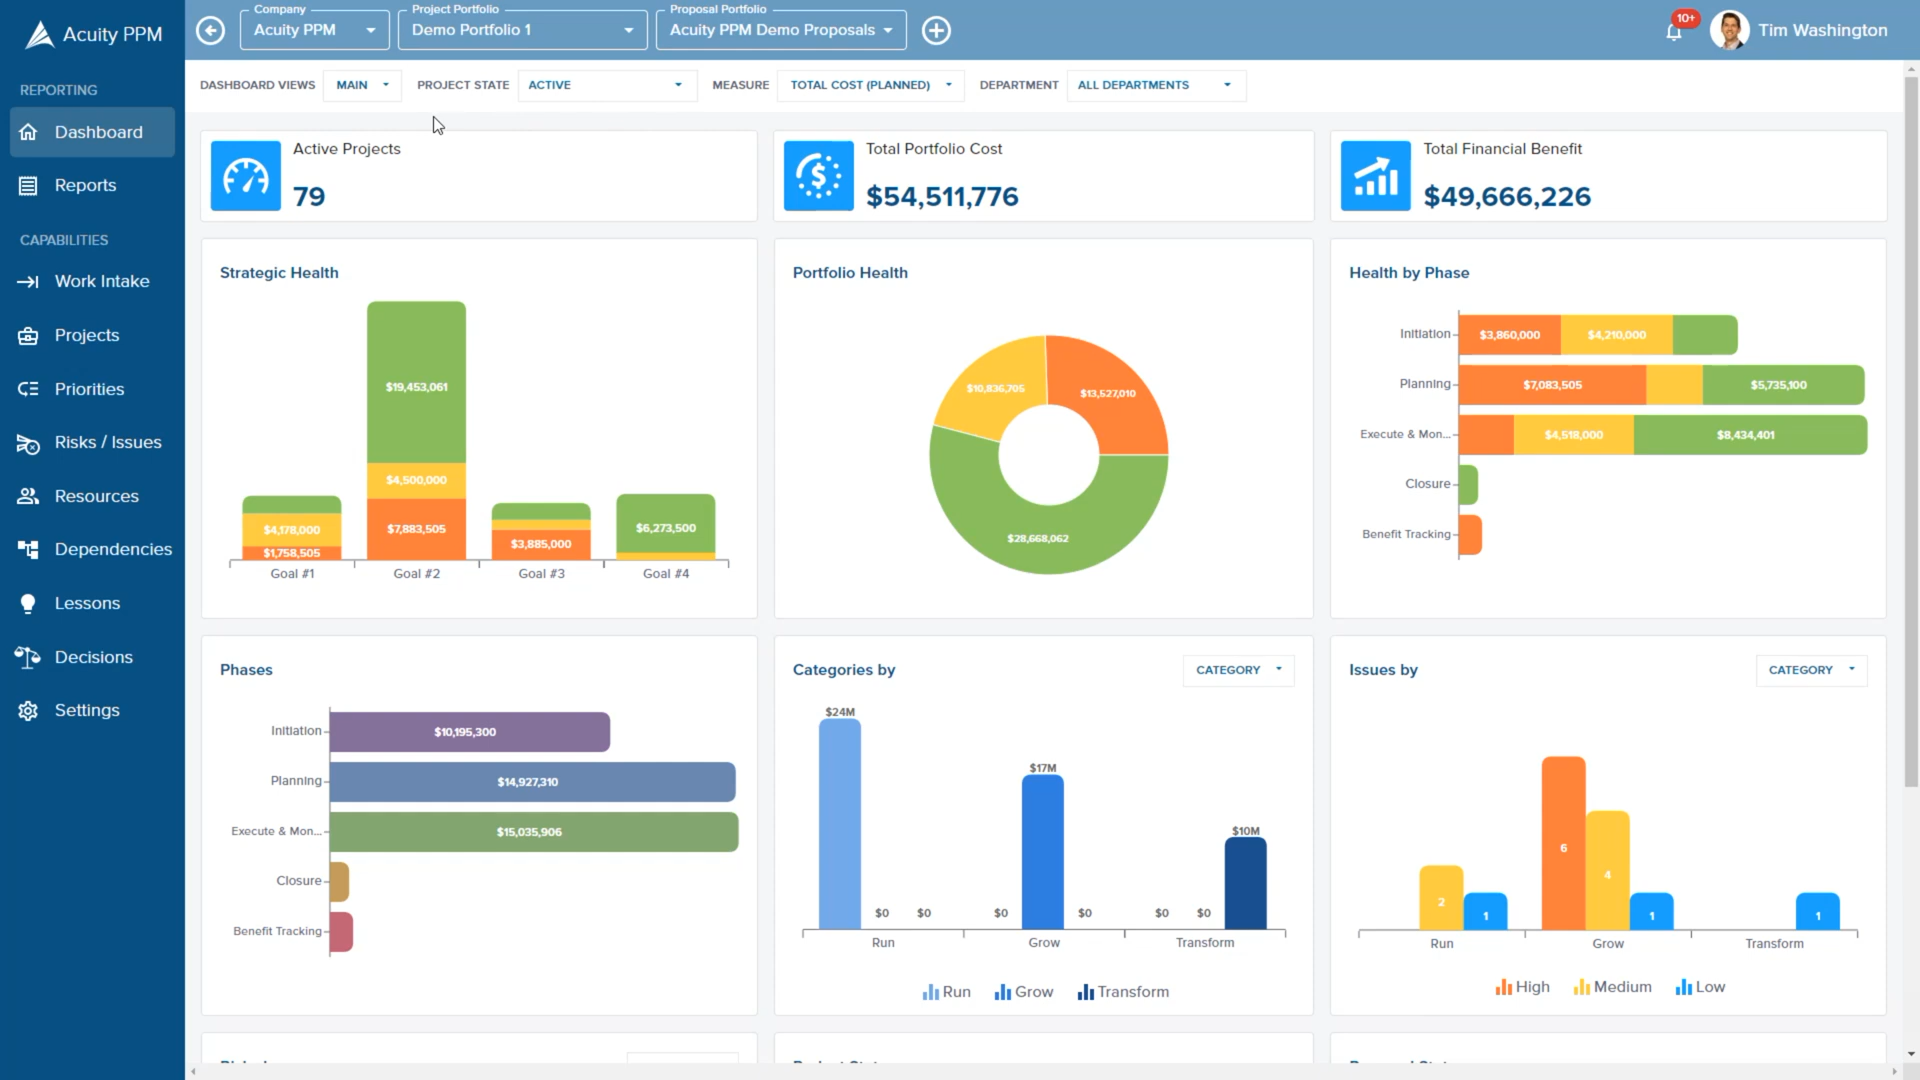 Acuity PPM
Company
Acuity PPM
Project Portfolio
Demo Portfolio 1
Proposal Portfolio
Acuity PPM Demo Proposals
10+
Tim Washington
REPORTING
Dashboard
Reports
CAPABILITIES
Work Intake
Projects
Priorities
Risks / Issues
Resources
Dependencies
Lessons
Decisions
Settings
DASHBOARD VIEWS MAIN PROJECT STATE ACTIVE MEASURE TOTAL COST (PLANNED) DEPARTMENT ALL DEPARTMENTS
Active Projects
79
Total Portfolio Cost
$54,511,776
Total Financial Benefit
$49,666,226
Strategic Health
$19,453,061
$4,500,000
$7,883,505
$4,178,000
$1,758,505
$3,885,000
$6,273,500
Goal #1 Goal #2 Goal #3 Goal #4
Portfolio Health
$10,836,705
$13,527,010
$28,668,062
Health by Phase
Initiation $3,860,000 $4,210,000
Planning $7,083,505 $5,735,100
Execute & Mon... $4,518,000 $8,434,401
Closure
Benefit Tracking
Phases
Initiation $10,195,300
Planning $14,927,310
Execute & Mon... $15,035,906
Closure
Benefit Tracking
Categories by CATEGORY
$24M
$17M
$10M
$0 $0 $0 $0 $0 $0
Run Grow Transform
Run Grow Transform
Issues by CATEGORY
6
4
2
1
1
1
Run Grow Transform
High Medium Low